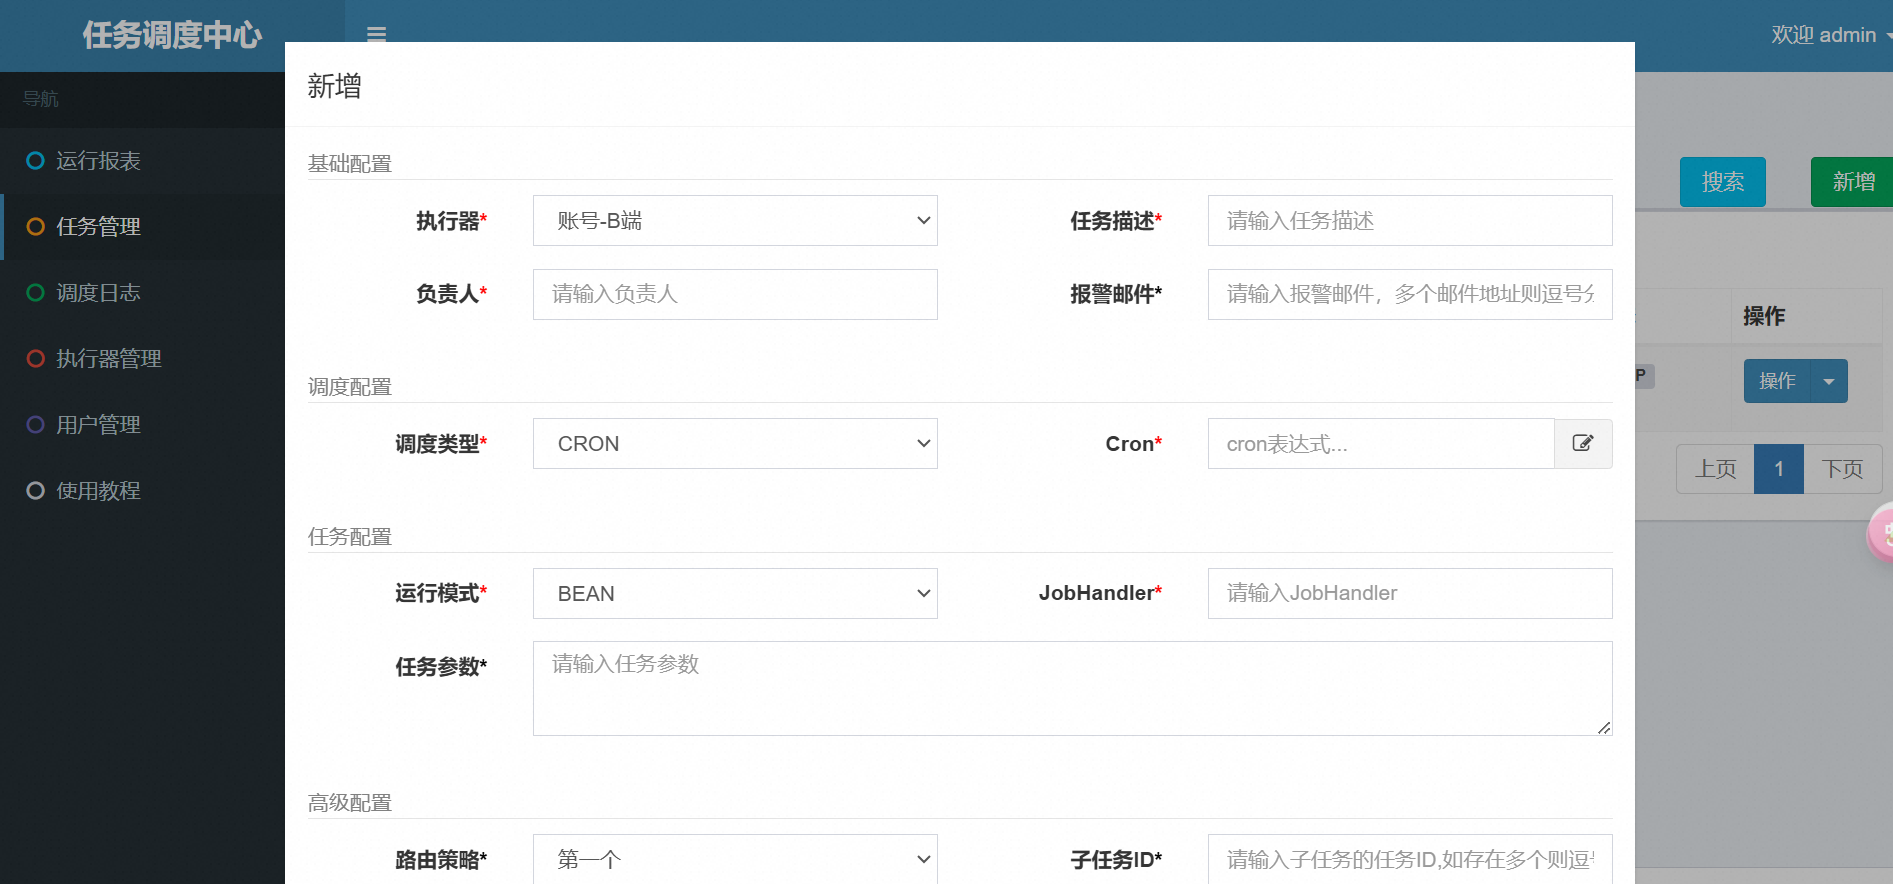 任务调度中心
欢迎 admin
导航
运行报表
任务管理
调度日志
执行器管理
用户管理
使用教程
新增
基础配置
执行器* 账号-B端 任务描述* 请输入任务描述
负责人* 请输入负责人 报警邮件* 请输入报警邮件，多个邮件地址则逗号分
调度配置
调度类型* CRON Cron* cron表达式...
任务配置
运行模式* BEAN JobHandler* 请输入JobHandler
任务参数* 请输入任务参数
高级配置
路由策略* 第一个 子任务ID* 请输入子任务的任务ID,如存在多个则逗
搜索 新增
操作
P 操作
上页 1 下页